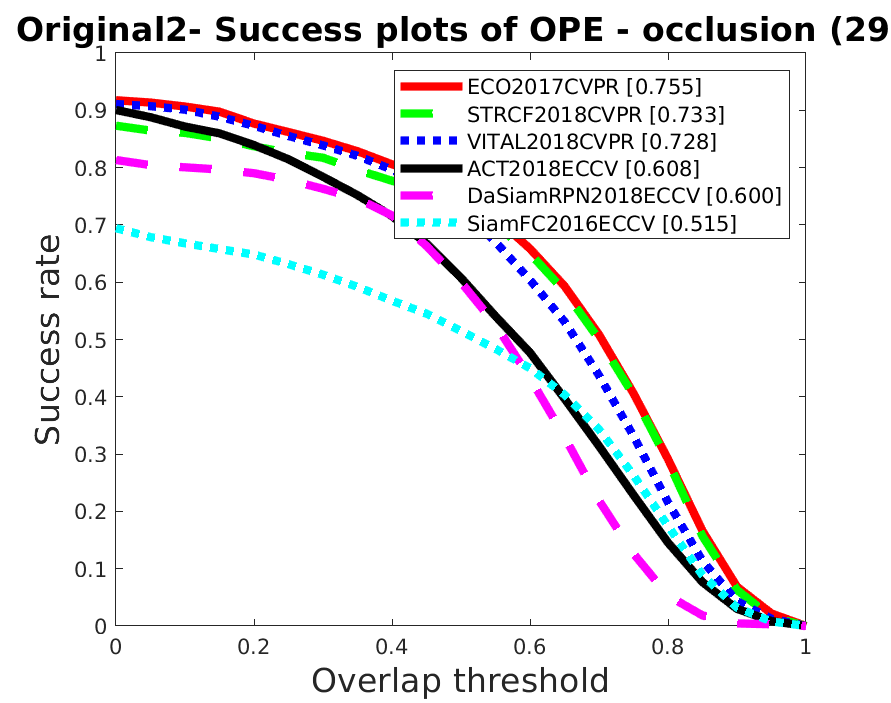 Original2- Success plots of OPE - occlusion (29
1
0.9
0.8
0.7
0.6
0.5
0.4
0.3
0.2
0.1
0
Success rate
ECO2017CVPR [0.755]
STRCF2018CVPR [0.733]
VITAL2018CVPR [0.728]
ACT2018ECCV [0.608]
DaSiamRPN2018ECCV [0.600]
SiamFC2016ECCV [0.515]
0 0.2 0.4 0.6 0.8 1
Overlap threshold